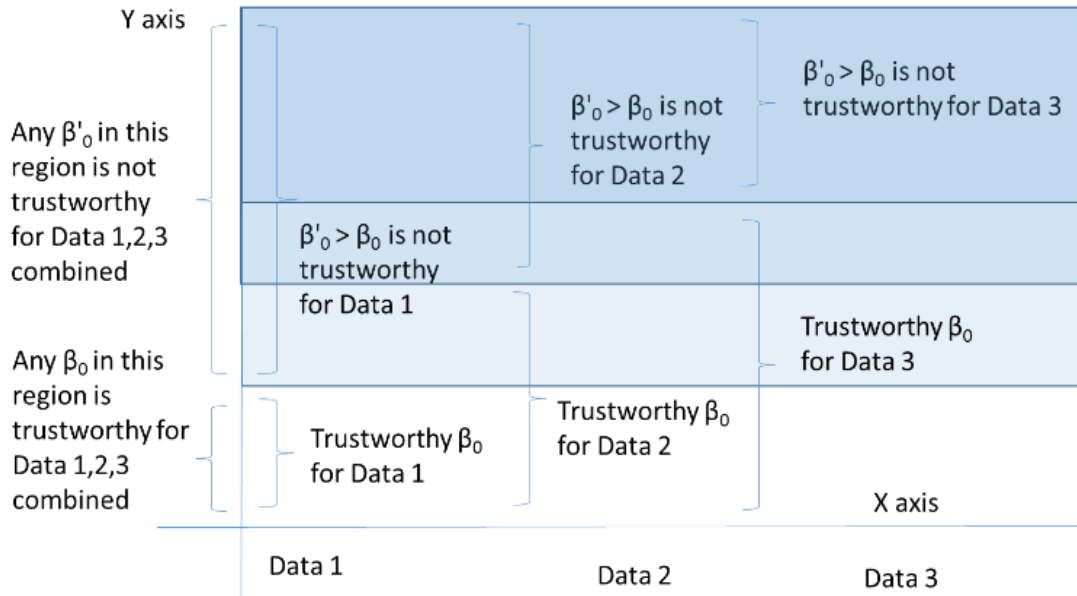 Y axis
Any β'₀ in this
region is not
trustworthy
for Data 1,2,3
combined
Any β₀ in this
region is
trustworthy for
Data 1,2,3
combined
β'₀ > β₀ is not
trustworthy
for Data 1
Trustworthy β₀
for Data 1
β'₀ > β₀ is not
trustworthy
for Data 2
Trustworthy β₀
for Data 2
β'₀ > β₀ is not
trustworthy for Data 3
Trustworthy β₀
for Data 3
X axis
Data 1
Data 2
Data 3